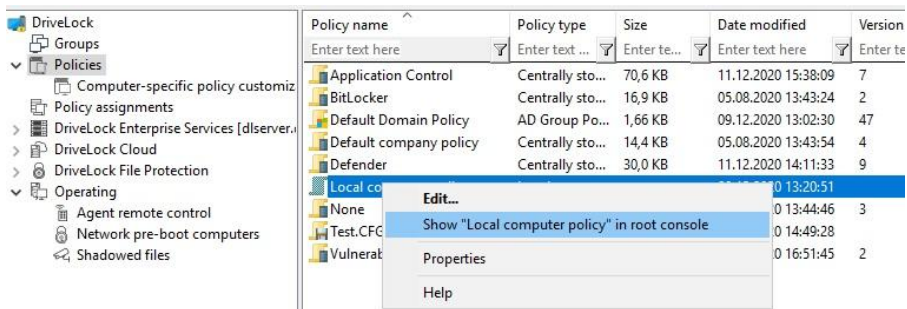 DriveLock
Groups
Policies
Computer-specific policy customiz
Policy assignments
DriveLock Enterprise Services [dlserver.
DriveLock Cloud
DriveLock File Protection
Operating
Agent remote control
Network pre-boot computers
Shadowed files
Policy name Policy type Size Date modified Version
Enter text here Enter text ... Enter te... Enter text here Enter te
Application Control Centrally sto... 70,6 KB 11.12.2020 15:38:09 7
BitLocker Centrally sto... 16,9 KB 05.08.2020 13:43:24 2
Default Domain Policy AD Group Po... 1,66 KB 09.12.2020 13:02:30 47
Default company policy Centrally sto... 14,4 KB 05.08.2020 13:43:54 4
Defender Centrally sto... 30,0 KB 11.12.2020 14:11:33 9
Local co 20 13:20:51
None 0 13:44:46 3
Test.CFG 0 14:49:28
Vulnerab 0 16:51:45 2
Edit...
Show "Local computer policy" in root console
Properties
Help